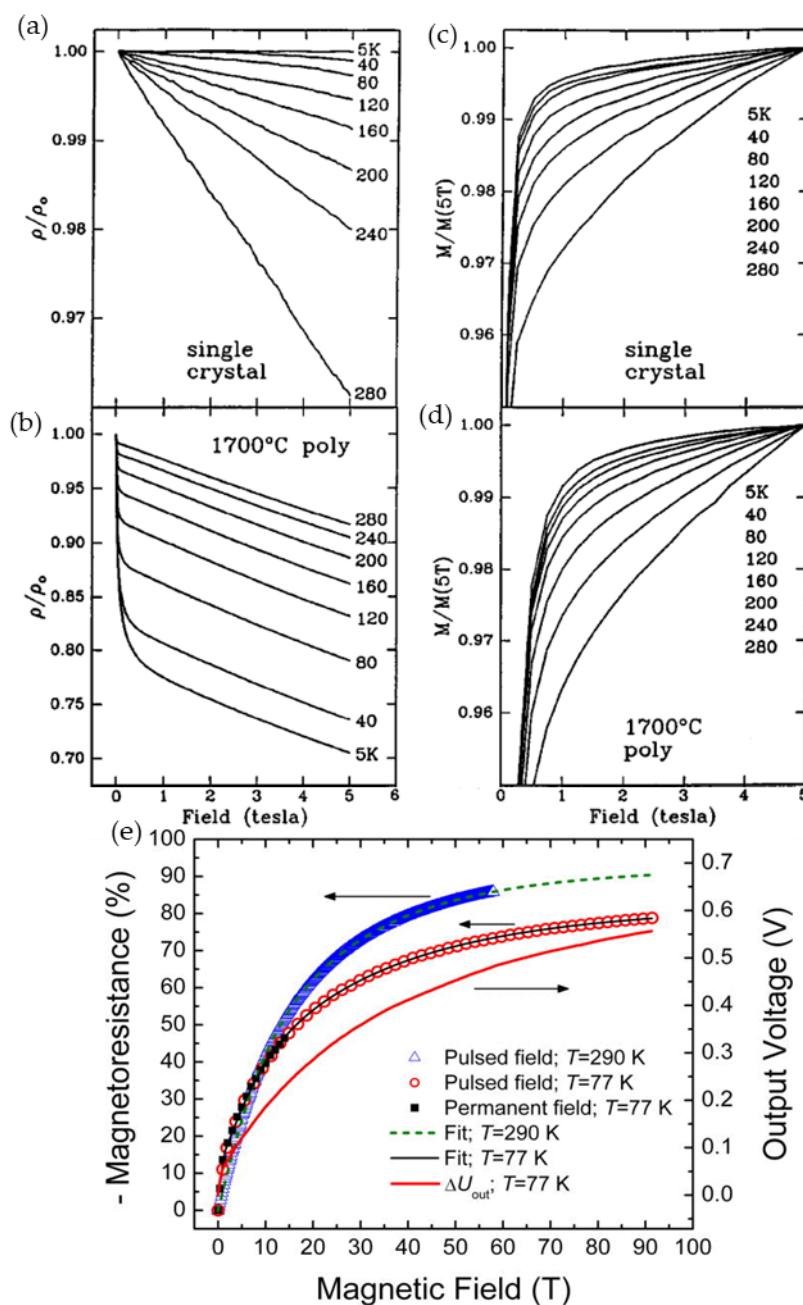 (a)
1.00
0.99
0.98
0.97
ρ/ρ₀
5K
40
80
120
160
200
240
280
single
crystal
(c)
1.00
0.99
0.98
0.97
0.96
M/M(5T)
5K
40
80
120
160
200
240
280
single
crystal
(b)
1.00
0.95
0.90
0.85
0.80
0.75
0.70
ρ/ρ₀
1700°C poly
280
240
200
160
120
80
40
5K
0 1 2 3 4 5 6
Field (tesla)
(d)
1.00
0.99
0.98
0.97
0.96
M/M(5T)
5K
40
80
120
160
200
240
280
1700°C
poly
0 1 2 3 4 5
Field (tesla)
(e)
100
90
80
70
60
50
40
30
20
10
0
- Magnetoresistance (%)
0.7
0.6
0.5
0.4
0.3
0.2
0.1
0.0
Output Voltage (V)
Pulsed field; T=290 K
Pulsed field; T=77 K
Permanent field; T=77 K
Fit; T=290 K
Fit; T=77 K
ΔUout; T=77 K
0 10 20 30 40 50 60 70 80 90 100
Magnetic Field (T)